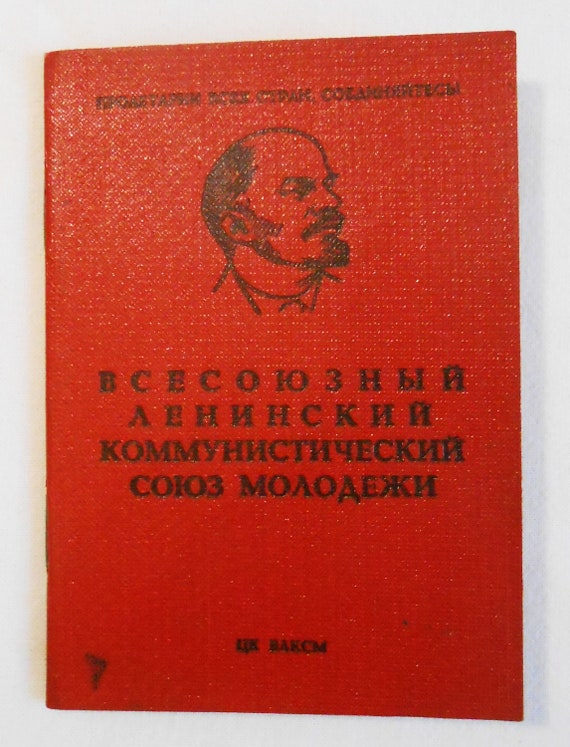 ПРОЛЕТАРИИ ВСЕХ СТРАН, СОЕДИНЯЙТЕСЬ!
ВСЕСОЮЗНЫЙ
ЛЕНИНСКИЙ
КОММУНИСТИЧЕСКИЙ
СОЮЗ МОЛОДЕЖИ
ЦК ВЛКСМ